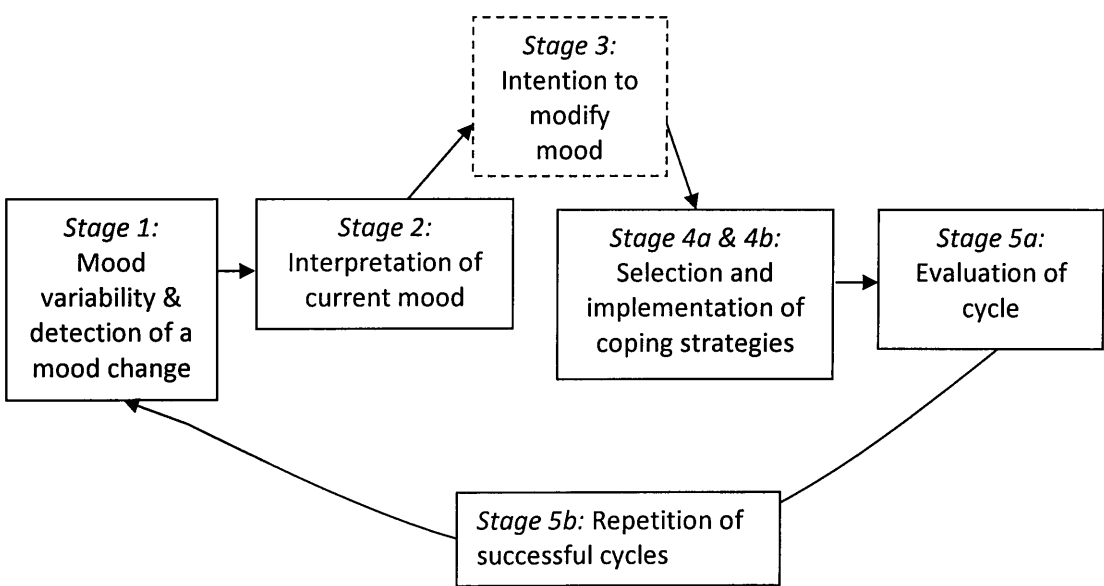 Stage 3:
Intention to
modify
mood
Stage 1:
Mood
variability &
detection of a
mood change
Stage 2:
Interpretation of
current mood
Stage 4a & 4b:
Selection and
implementation of
coping strategies
Stage 5a:
Evaluation of
cycle
Stage 5b: Repetition of
successful cycles